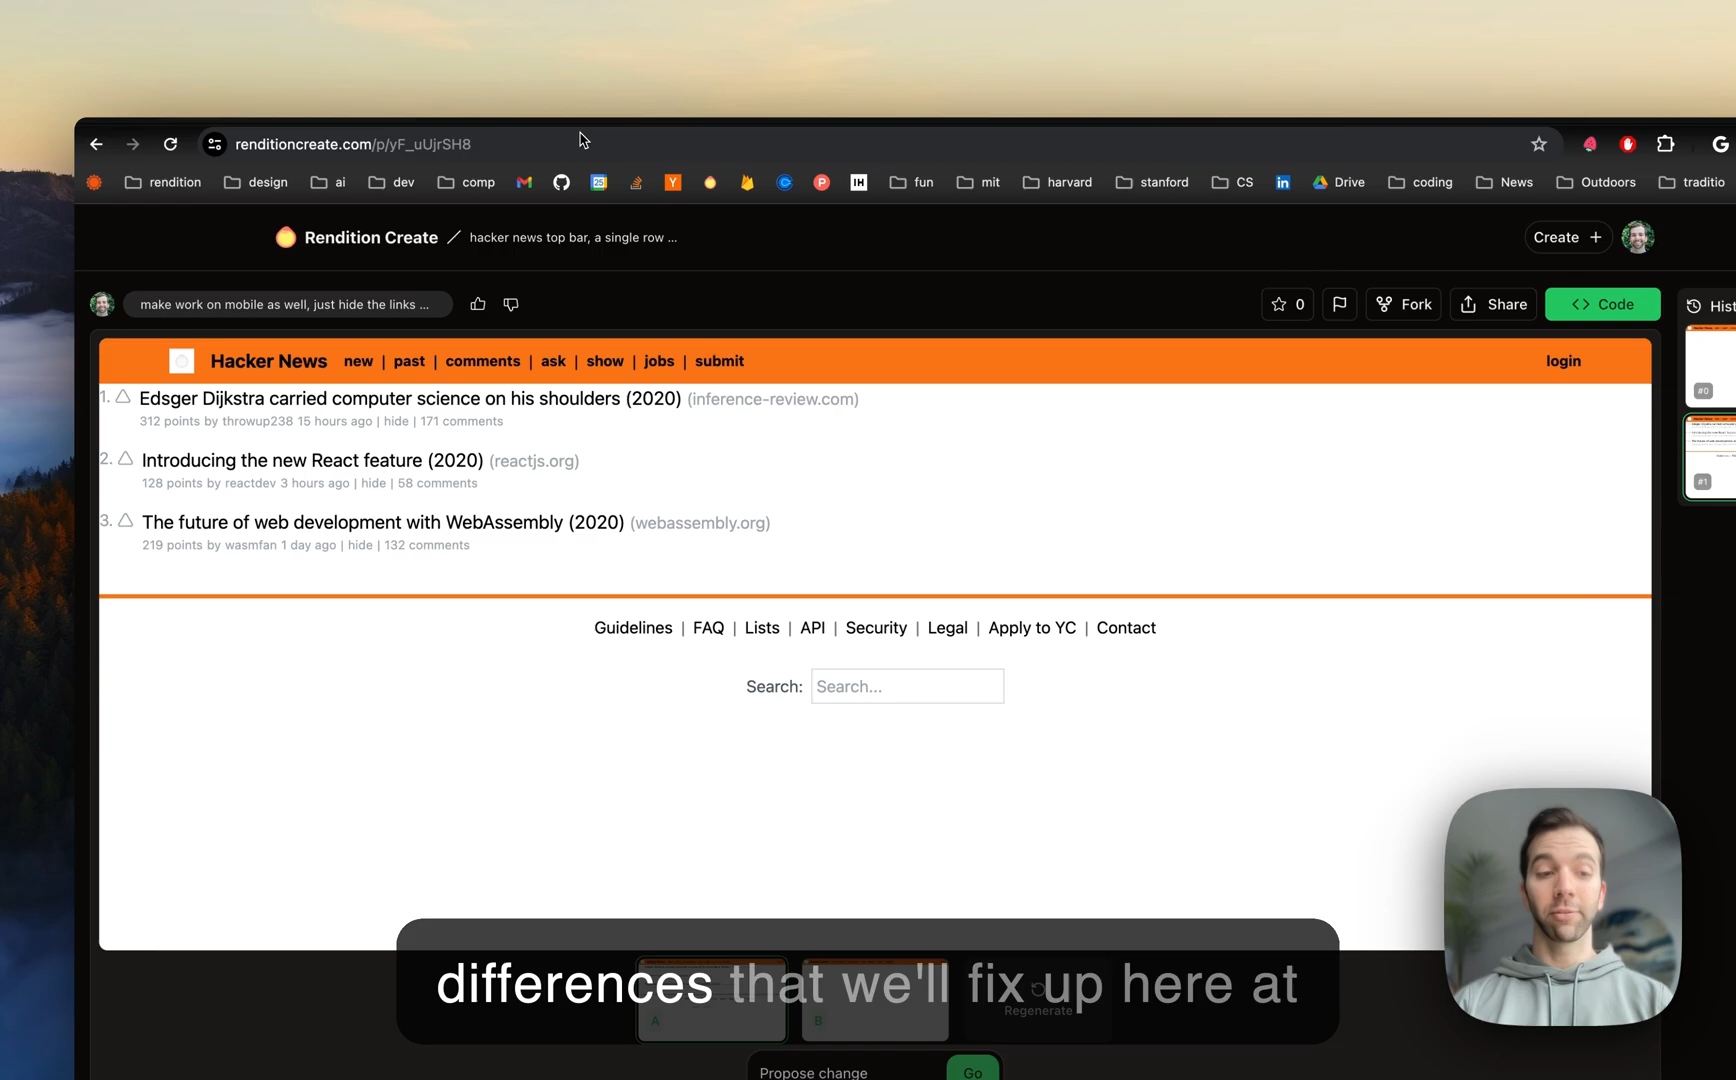 renditioncreate.com/p/yF_uUjrSH8
rendition design ai dev comp 25 Y P IH fun mit harvard stanford CS in Drive coding News Outdoors traditio
G
Rendition Create / hacker news top bar, a single row ...
Create +
make work on mobile as well, just hide the links ...
0 Fork Share <> Code
Hist
Hacker News new | past | comments | ask | show | jobs | submit login
1. Edsger Dijkstra carried computer science on his shoulders (2020) (inference-review.com)
312 points by throwup238 15 hours ago | hide | 171 comments
#0
2. Introducing the new React feature (2020) (reactjs.org)
128 points by reactdev 3 hours ago | hide | 58 comments
#1
3. The future of web development with WebAssembly (2020) (webassembly.org)
219 points by wasmfan 1 day ago | hide | 132 comments
Guidelines | FAQ | Lists | API | Security | Legal | Apply to YC | Contact
Search: Search...
differences that we'll fix up here at
A B Regenerate
Propose change Go